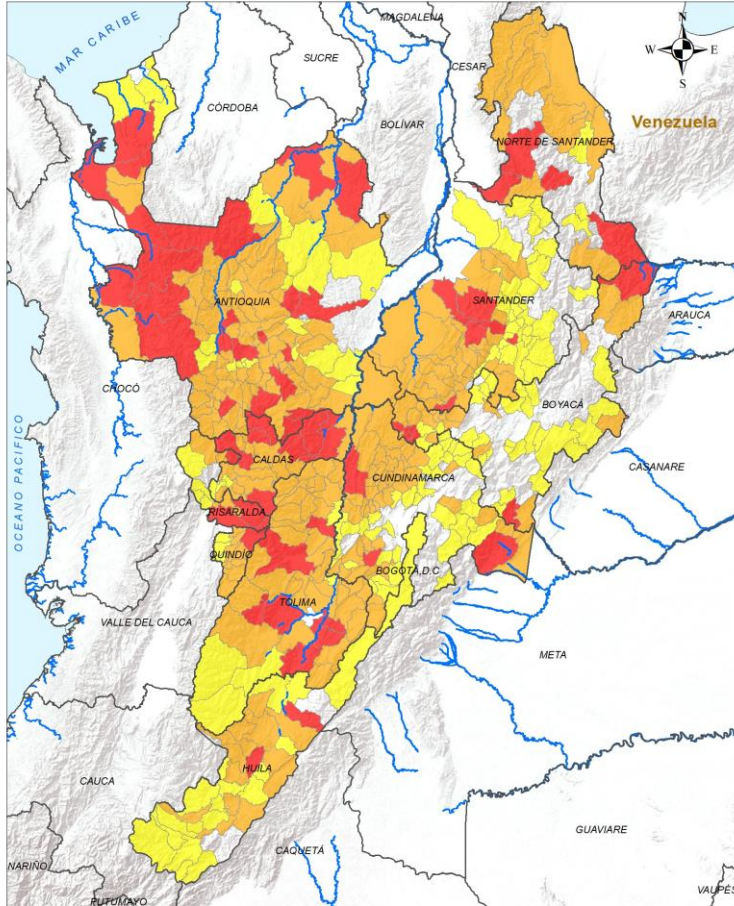 MAGDALENA
N
MAR CARIBE
SUCRE
W E
CESAR
S
CÓRDOBA
BOLÍVAR
Venezuela
NORTE DE SANTANDER
ANTIOQUIA
SANTANDER
ARAUCA
CHOCÓ
BOYACÁ
CALDAS
CUNDINAMARCA
CASANARE
OCEANO PACIFICO
RISARALDA
QUINDÍO
BOGOTÁ, D.C
TOLIMA
VALLE DEL CAUCA
META
HUILA
CAUCA
GUAVIARE
CAQUETÁ
NARIÑO
VAUPÉS
PUTUMAYO